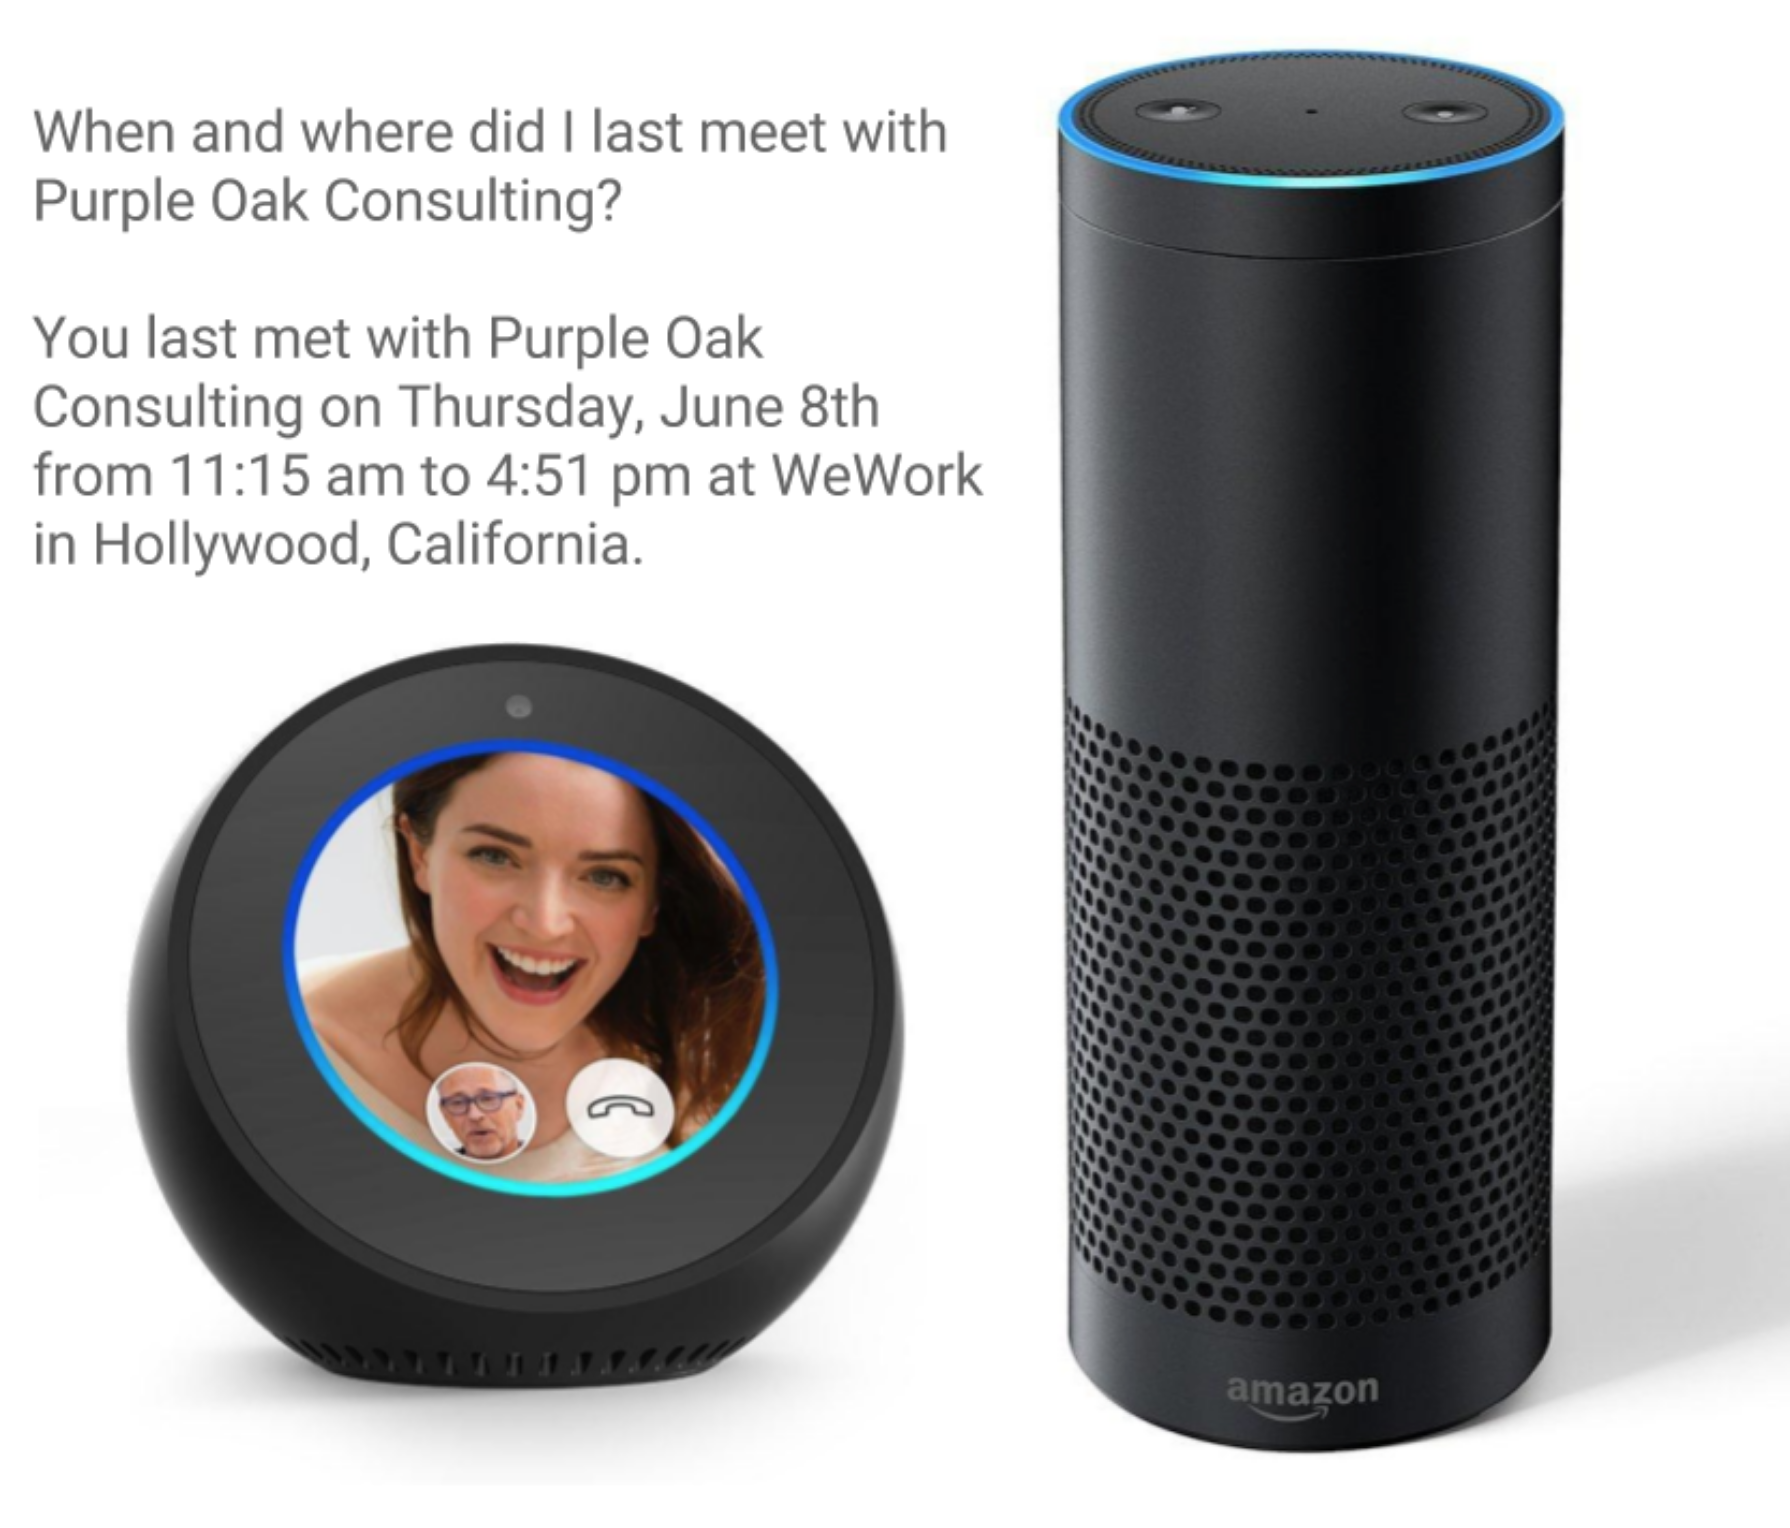 When and where did I last meet with
Purple Oak Consulting?
You last met with Purple Oak
Consulting on Thursday, June 8th
from 11:15 am to 4:51 pm at WeWork
in Hollywood, California.
amazon